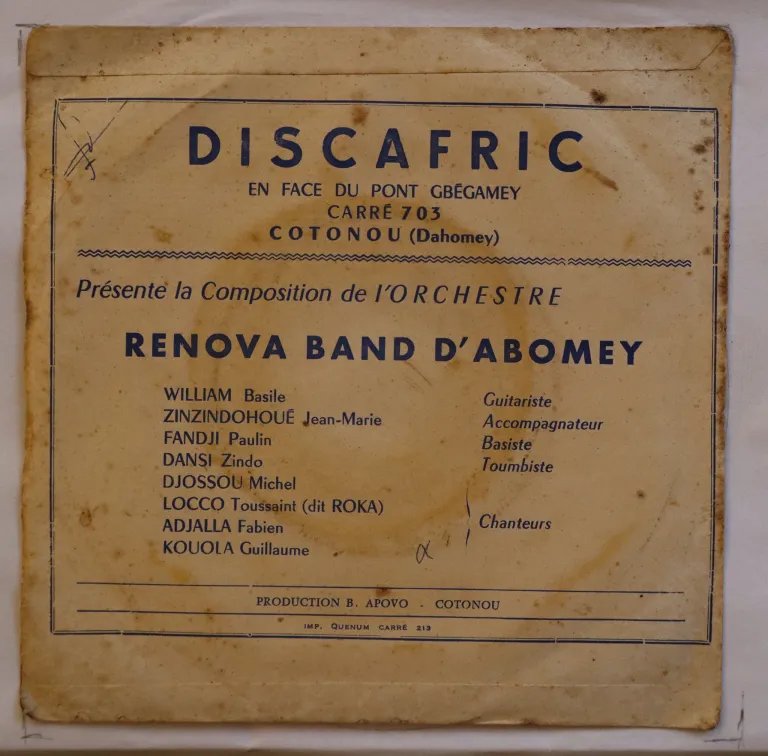 DISCAFRIC
EN FACE DU PONT GBÉGAMEY
CARRÉ 703
COTONOU (Dahomey)
Présente la Composition de l'ORCHESTRE
RENOVA BAND D'ABOMEY
WILLIAM Basile Guitariste
ZINZINDOHOUÉ Jean-Marie Accompagnateur
FANDJI Paulin Basiste
DANSI Zindo Toumbiste
DJOSSOU Michel
LOCCO Toussaint (dit ROKA)
ADJALLA Fabien Chanteurs
KOUOLA Guillaume
PRODUCTION B. APOVO - COTONOU
IMP. QUENUM CARRÉ 213